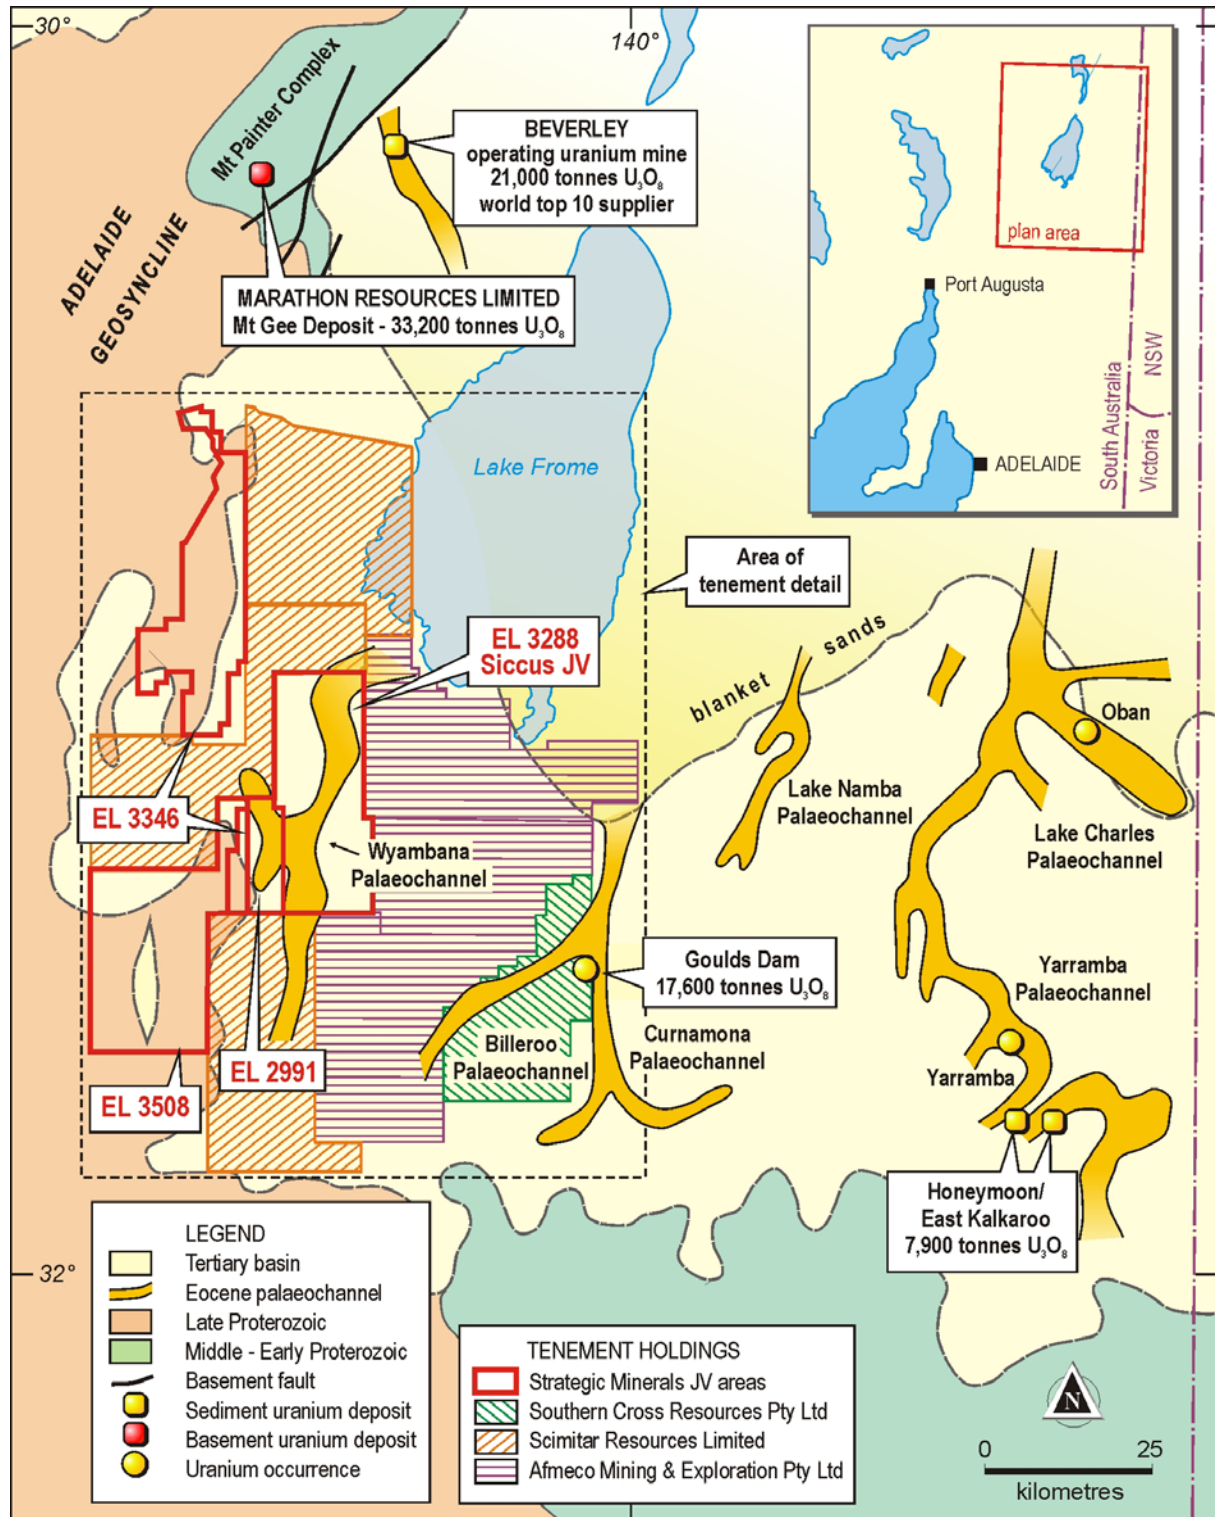 30°
140°
Mt Painter Complex
BEVERLEY
operating uranium mine
21,000 tonnes U₃O₈
world top 10 supplier
plan area
Port Augusta
South Australia
NSW
Victoria
ADELAIDE
ADELAIDE
GEOSYNCLINE
MARATHON RESOURCES LIMITED
Mt Gee Deposit - 33,200 tonnes U₃O₈
Lake Frome
Area of
tenement detail
EL 3288
Siccus JV
blanket sands
Oban
Lake Namba
Palaeochannel
EL 3346
Wyambana
Palaeochannel
Lake Charles
Palaeochannel
Goulds Dam
17,600 tonnes U₃O₈
Yarramba
Palaeochannel
Billeroo
Palaeochannel
Curnamona
Palaeochannel
EL 2991
EL 3508
Yarramba
Honeymoon/
East Kalkaroo
7,900 tonnes U₃O₈
32°
LEGEND
Tertiary basin
Eocene palaeochannel
Late Proterozoic
Middle - Early Proterozoic
Basement fault
Sediment uranium deposit
Basement uranium deposit
Uranium occurrence
TENEMENT HOLDINGS
Strategic Minerals JV areas
Southern Cross Resources Pty Ltd
Scimitar Resources Limited
Afmeco Mining & Exploration Pty Ltd
N
0 25
kilometres